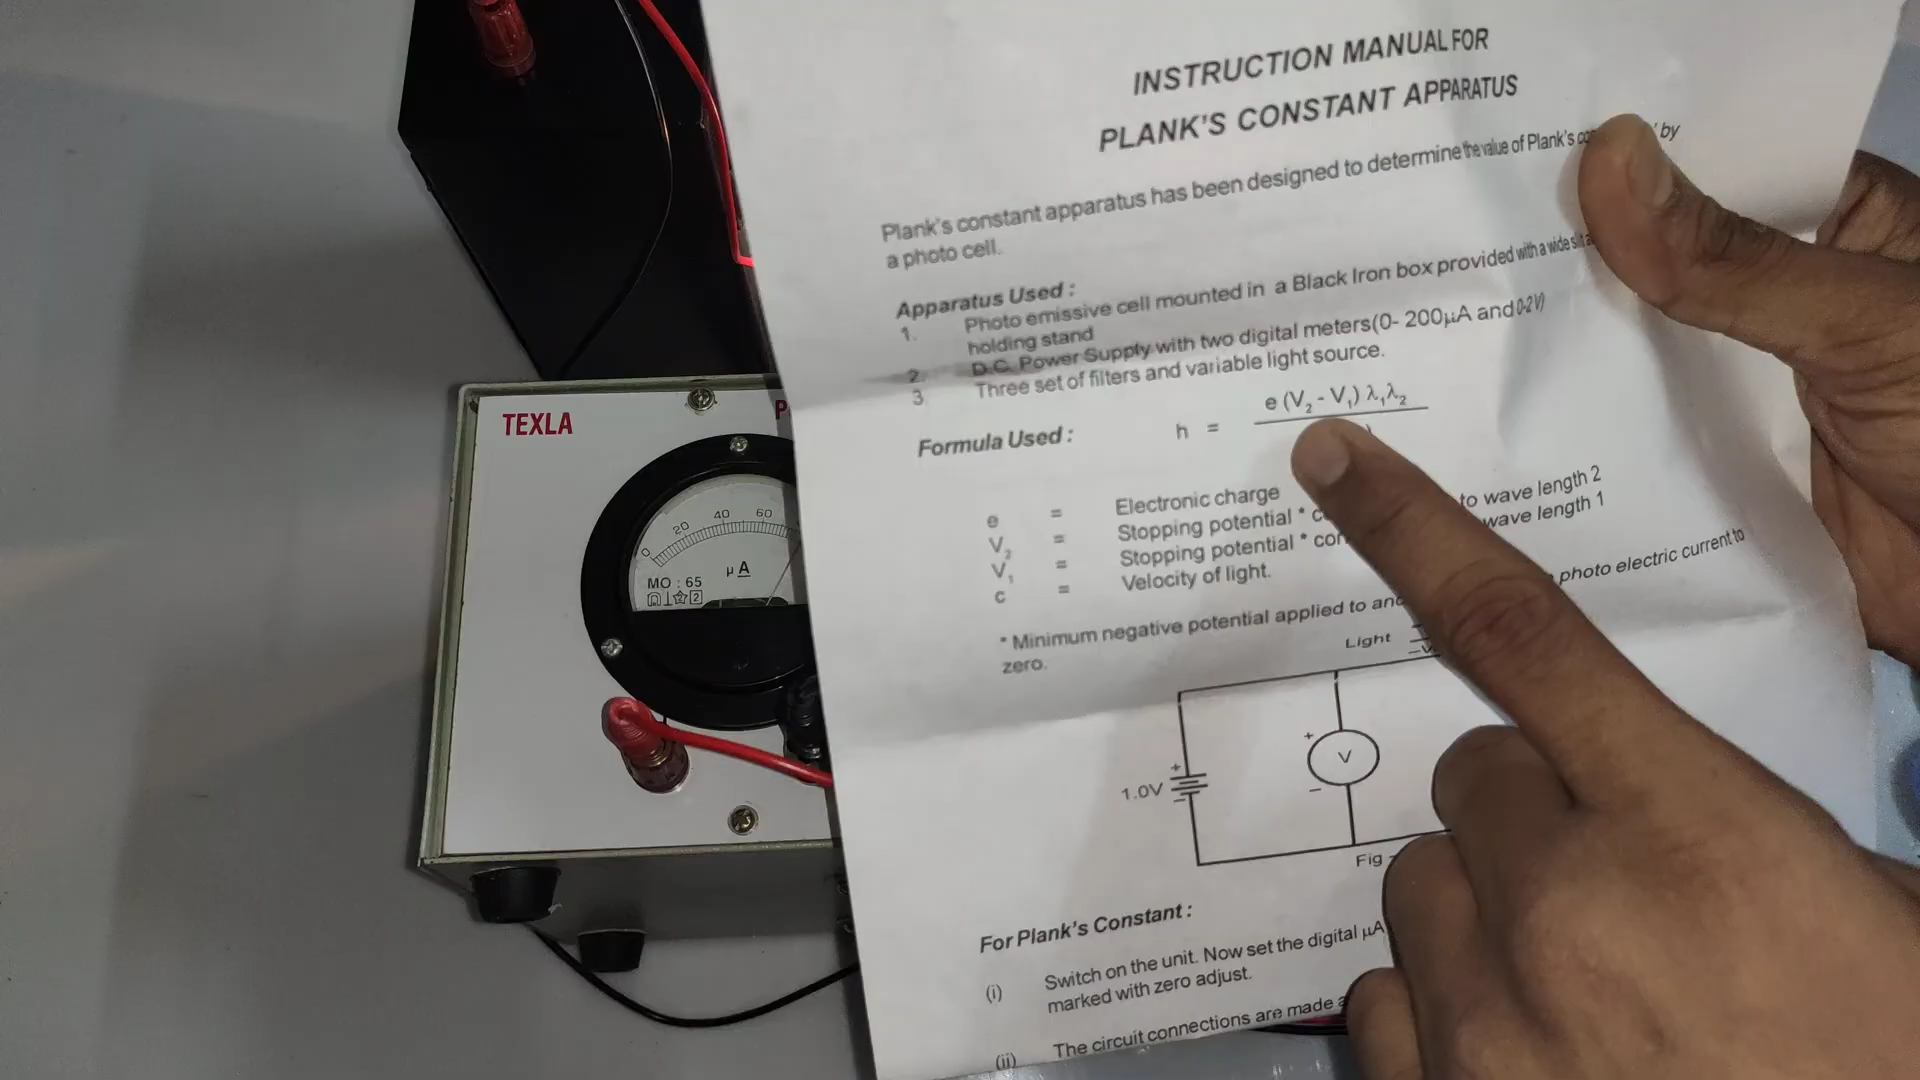 INSTRUCTION MANUAL FOR
PLANK'S CONSTANT APPARATUS
Plank's constant apparatus has been designed to determine the value of Plank's by
a photo cell.
Apparatus Used :
1. Photo emissive cell mounted in a Black Iron box provided with a wide slit
holding stand
2. D.C. Power Supply with two digital meters(0- 200µA and 0-2V)
3 Three set of filters and variable light source.
Formula Used : h = e (V2 - V1) λ1λ2
e = Electronic charge
V2 = Stopping potential * to wave length 2
V1 = Stopping potential * wave length 1
c = Velocity of light.
* Minimum negative potential applied to photo electric current to
zero.
Light
-V
+
V
-
+
1.0V
-
Fig
For Plank's Constant :
(i) Switch on the unit. Now set the digital µA
marked with zero adjust.
(ii) The circuit connections are made
TEXLA
0 20 40 60
µA
MO : 65
2